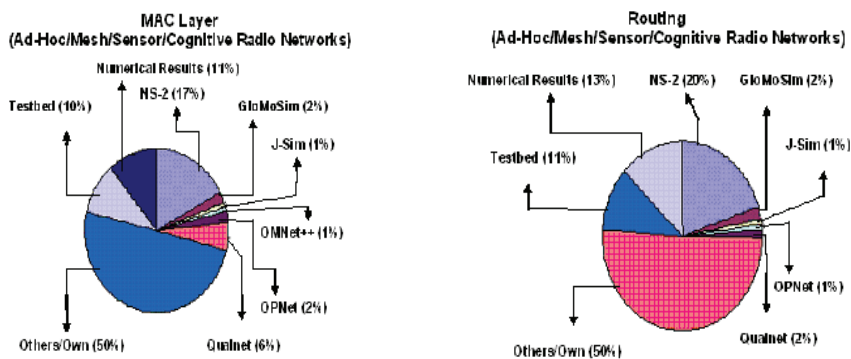 MAC Layer
(Ad-Hoc/Mesh/Sensor/Cognitive Radio Networks)
Numerical Results (11%)
NS-2 (17%)
Testbed (10%)
GloMoSim (2%)
J-Sim (1%)
OMNet++ (1%)
OPNet (2%)
Qualnet (6%)
Others/Own (50%)
Routing
(Ad-Hoc/Mesh/Sensor/Cognitive Radio Networks)
Numerical Results (13%)
NS-2 (20%)
GloMoSim (2%)
Testbed (11%)
J-Sim (1%)
OPNet (1%)
Qualnet (2%)
Others/Own (50%)